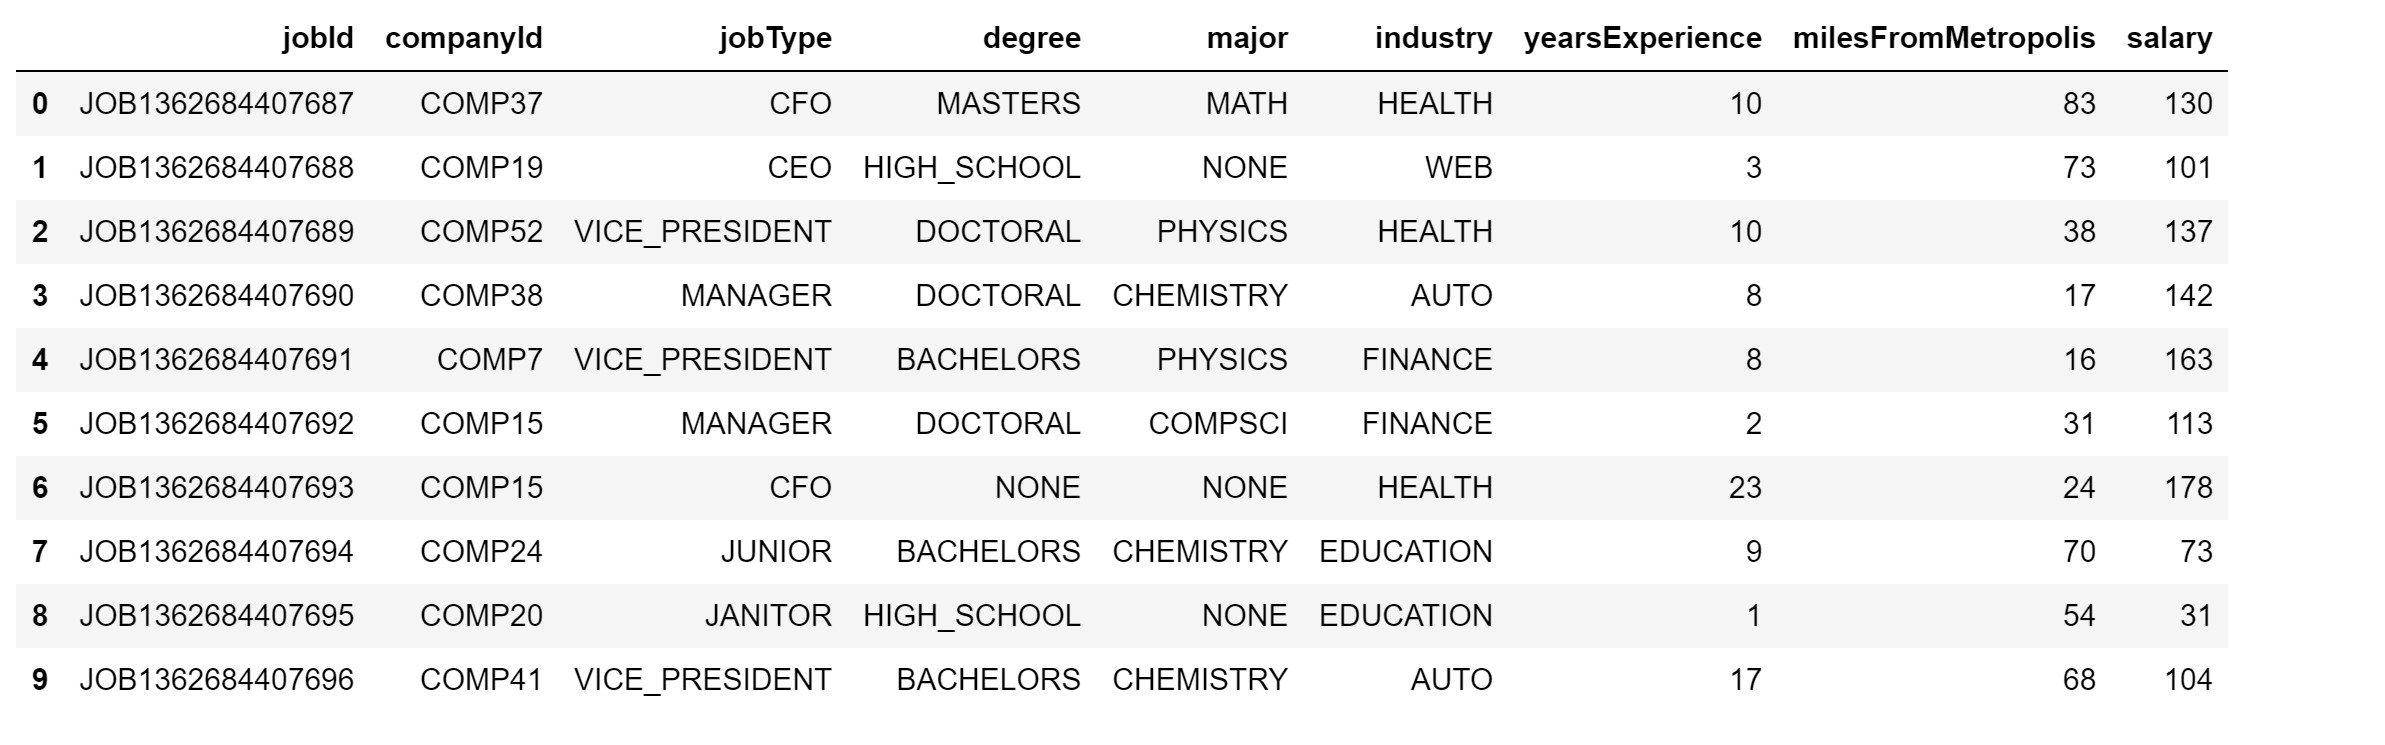 jobId companyId jobType degree major industry yearsExperience milesFromMetropolis salary
0 JOB1362684407687 COMP37 CFO MASTERS MATH HEALTH 10 83 130
1 JOB1362684407688 COMP19 CEO HIGH_SCHOOL NONE WEB 3 73 101
2 JOB1362684407689 COMP52 VICE_PRESIDENT DOCTORAL PHYSICS HEALTH 10 38 137
3 JOB1362684407690 COMP38 MANAGER DOCTORAL CHEMISTRY AUTO 8 17 142
4 JOB1362684407691 COMP7 VICE_PRESIDENT BACHELORS PHYSICS FINANCE 8 16 163
5 JOB1362684407692 COMP15 MANAGER DOCTORAL COMPSCI FINANCE 2 31 113
6 JOB1362684407693 COMP15 CFO NONE NONE HEALTH 23 24 178
7 JOB1362684407694 COMP24 JUNIOR BACHELORS CHEMISTRY EDUCATION 9 70 73
8 JOB1362684407695 COMP20 JANITOR HIGH_SCHOOL NONE EDUCATION 1 54 31
9 JOB1362684407696 COMP41 VICE_PRESIDENT BACHELORS CHEMISTRY AUTO 17 68 104